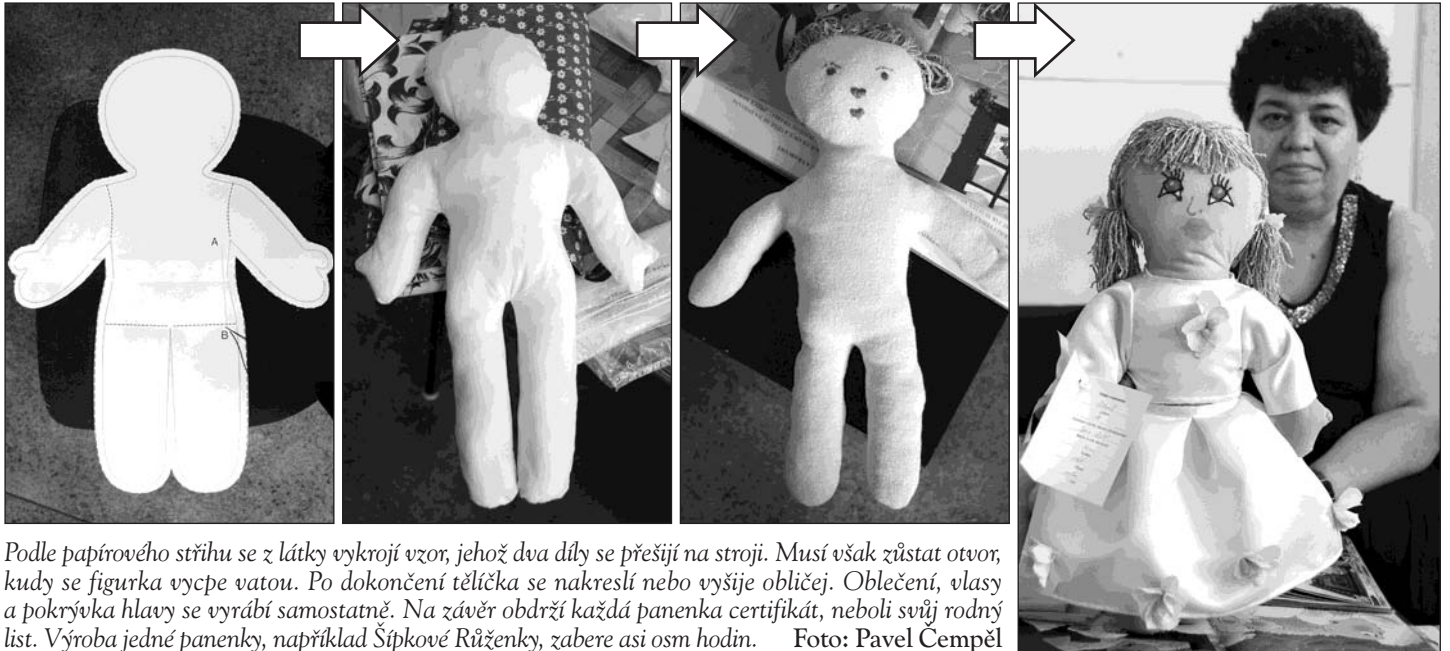 A
B
Podle papírového střihu se z látky vykrojí vzor, jehož dva díly se přešijí na stroji. Musí však zůstat otvor,
kudy se figurka vycpe vatou. Po dokončení tělíčka se nakreslí nebo vyšije obličej. Oblečení, vlasy
a pokrývka hlavy se vyrábí samostatně. Na závěr obdrží každá panenka certifikát, neboli svůj rodný
list. Výroba jedné panenky, například Šípkové Růženky, zabere asi osm hodin. Foto: Pavel Čempěl